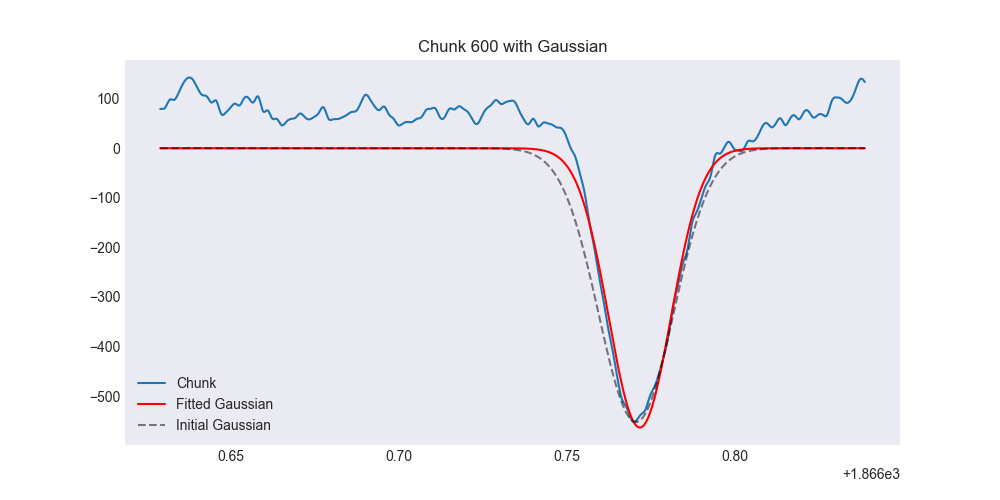 Chunk 600 with Gaussian
100
0
−100
−200
−300
−400
−500
Chunk
Fitted Gaussian
Initial Gaussian
0.65 0.70 0.75 0.80
+1.866e3